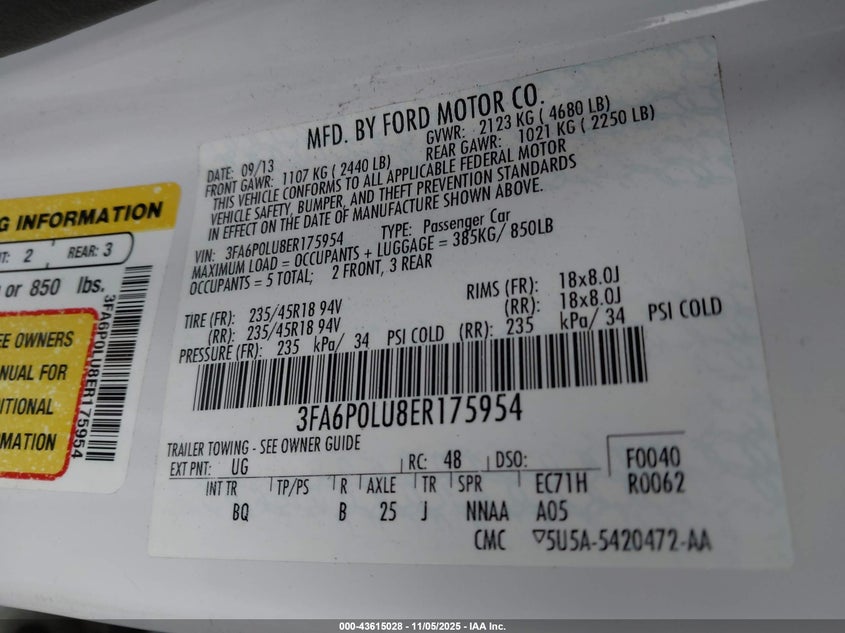 MFD. BY FORD MOTOR CO.
DATE: 09/13 GVWR: 2123 KG ( 4680 LB)
FRONT GAWR: 1107 KG ( 2440 LB) REAR GAWR: 1021 KG ( 2250 LB)
THIS VEHICLE CONFORMS TO ALL APPLICABLE FEDERAL MOTOR
VEHICLE SAFETY, BUMPER, AND THEFT PREVENTION STANDARDS
IN EFFECT ON THE DATE OF MANUFACTURE SHOWN ABOVE.
VIN: 3FA6P0LU8ER175954 TYPE: Passenger Car
MAXIMUM LOAD = OCCUPANTS + LUGGAGE = 385KG/ 850LB
OCCUPANTS = 5 TOTAL; 2 FRONT, 3 REAR
TIRE (FR): 235/45R18 94V RIMS (FR): 18x8.0J
(RR): 235/45R18 94V (RR): 18x8.0J
PRESSURE (FR): 235 kPa/ 34 PSI COLD (RR): 235 kPa/ 34 PSI COLD
3FA6P0LU8ER175954
TRAILER TOWING - SEE OWNER GUIDE
EXT PNT: UG RC: 48 DSO: F0040
INT TR TP/PS R AXLE TR SPR EC71H R0062
BQ B 25 J NNAA A05
CMC ▽5U5A-5420472-AA
INFORMATION
2 REAR: 3
or 850 lbs.
3FA6P0LU8ER175954
OWNERS
FOR
000-43615028 - 11/05/2025 - IAA Inc.